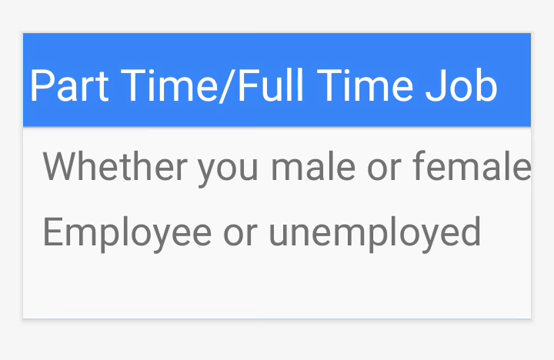 Part Time/Full Time Job
Whether you male or female
Employee or unemployed